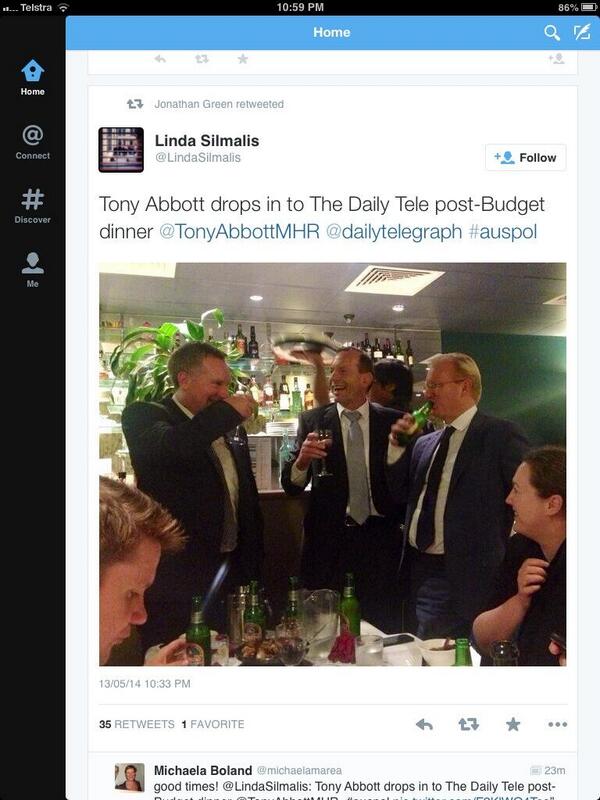 Telstra 10:59 PM 86%
Home
Home
Connect
Discover
Me
Jonathan Green retweeted
Linda Silmalis
@LindaSilmalis
Follow
Tony Abbott drops in to The Daily Tele post-Budget
dinner @TonyAbbottMHR @dailytelegraph #auspol
13/05/14 10:33 PM
35 RETWEETS 1 FAVORITE
Michaela Boland @michaelamarea 23m
good times! @LindaSilmalis: Tony Abbott drops in to The Daily Tele post-